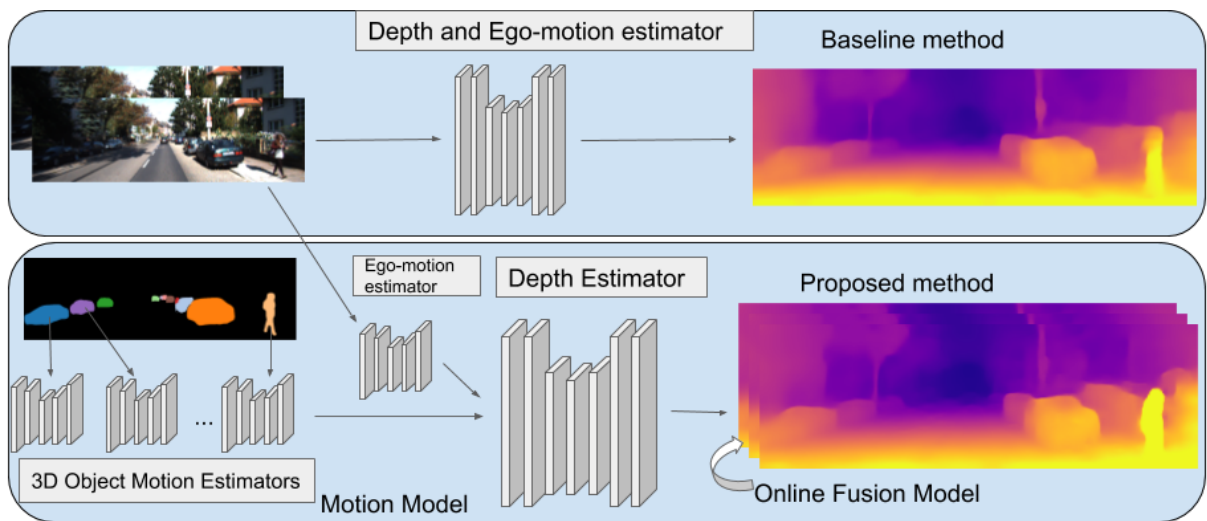 Depth and Ego-motion estimator
Baseline method
Ego-motion
estimator
Depth Estimator
Proposed method
...
3D Object Motion Estimators
Motion Model
Online Fusion Model